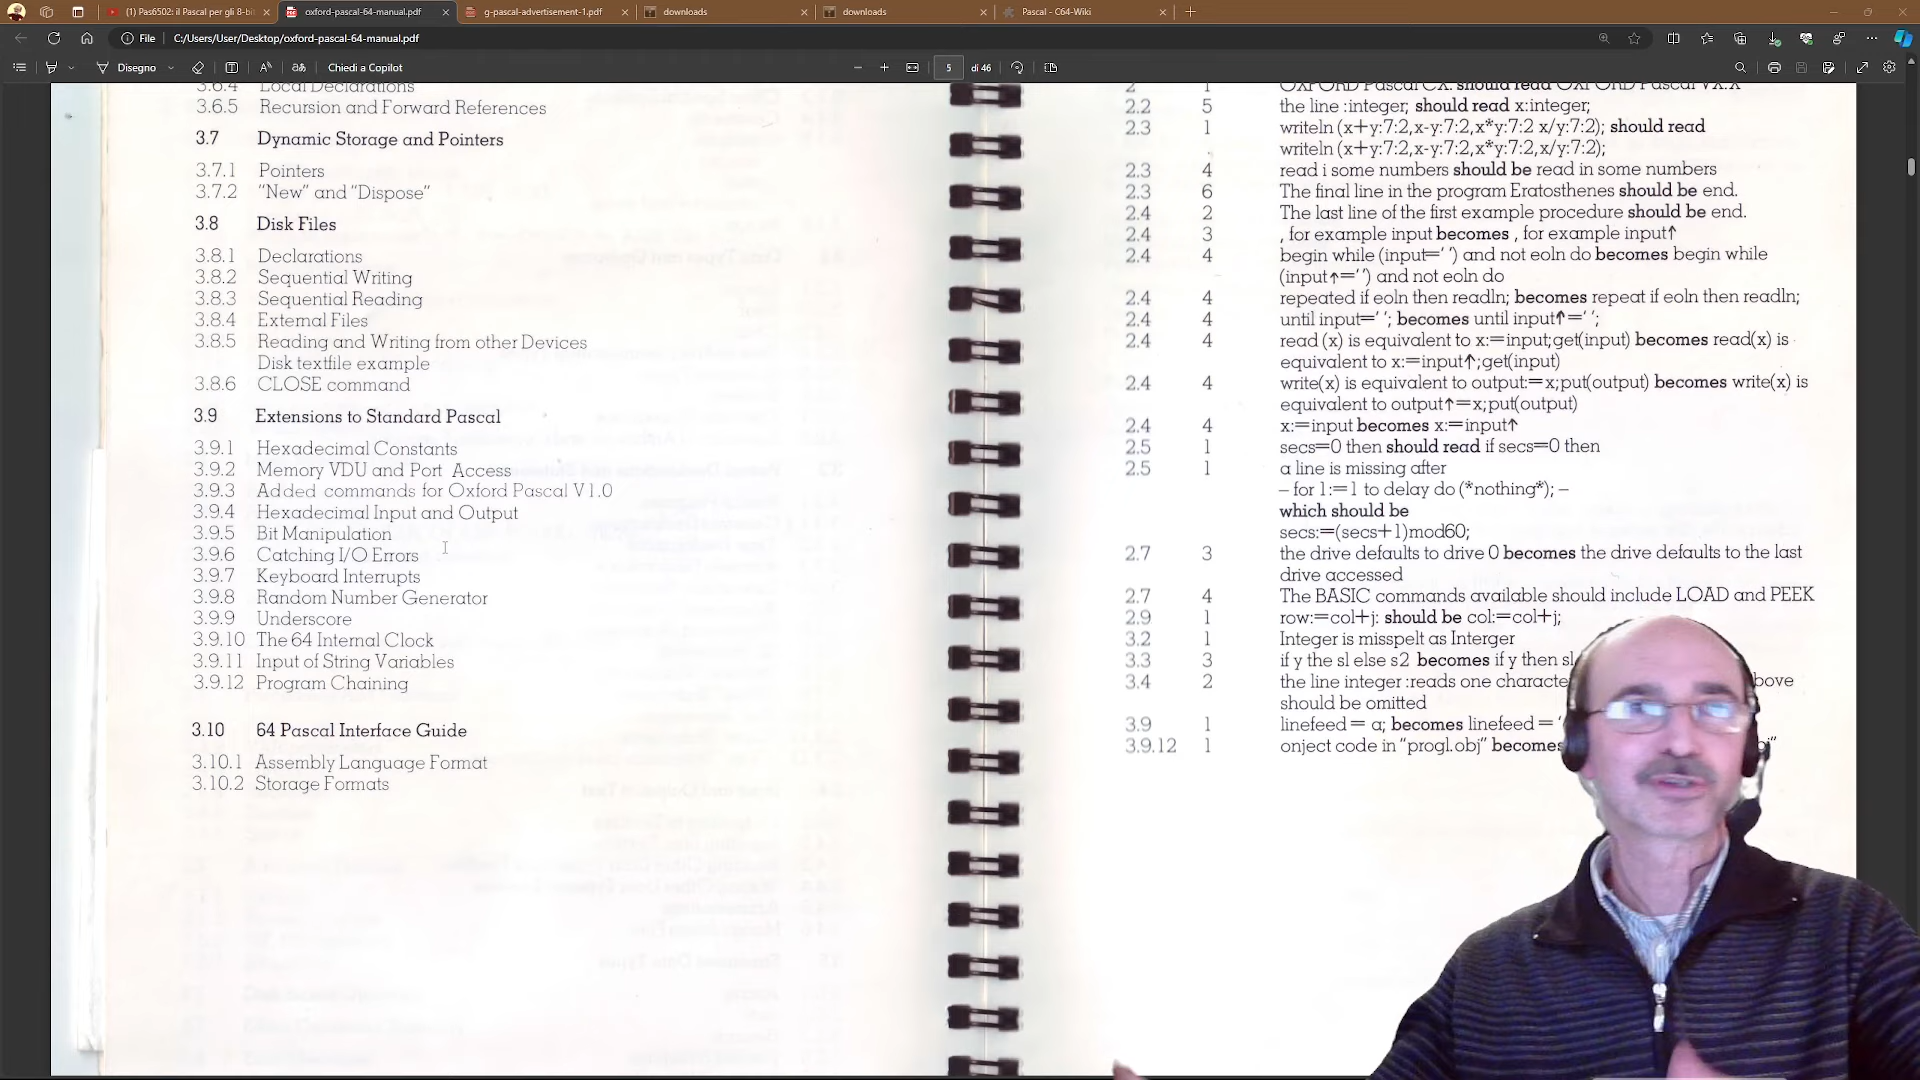 (1) Pas6502: il Pascal per gli 8-bit
oxford-pascal-64-manual.pdf
g-pascal-advertisement-1.pdf
downloads
downloads
Pascal - C64-Wiki
File
C:/Users/User/Desktop/oxford-pascal-64-manual.pdf
Disegno
Chiedi a Copilot
5
di 46
3.6.4 Local Declarations
3.6.5 Recursion and Forward References
3.7 Dynamic Storage and Pointers
3.7.1 Pointers
3.7.2 "New" and "Dispose"
3.8 Disk Files
3.8.1 Declarations
3.8.2 Sequential Writing
3.8.3 Sequential Reading
3.8.4 External Files
3.8.5 Reading and Writing from other Devices
Disk textfile example
3.8.6 CLOSE command
3.9 Extensions to Standard Pascal
3.9.1 Hexadecimal Constants
3.9.2 Memory VDU and Port Access
3.9.3 Added commands for Oxford Pascal V1.0
3.9.4 Hexadecimal Input and Output
3.9.5 Bit Manipulation
3.9.6 Catching I/O Errors
3.9.7 Keyboard Interrupts
3.9.8 Random Number Generator
3.9.9 Underscore
3.9.10 The 64 Internal Clock
3.9.11 Input of String Variables
3.9.12 Program Chaining
3.10 64 Pascal Interface Guide
3.10.1 Assembly Language Format
3.10.2 Storage Formats
2 1 OXFORD Pascal CX. should read OXFORD Pascal VX.X
2.2 5 the line :integer; should read x:integer;
2.3 1 writeln (x+y:7:2,x-y:7:2,x*y:7:2 x/y:7:2); should read
writeln (x+y:7:2,x-y:7:2,x*y:7:2,x/y:7:2);
2.3 4 read i some numbers should be read in some numbers
2.3 6 The final line in the program Eratosthenes should be end.
2.4 2 The last line of the first example procedure should be end.
2.4 3 , for example input becomes , for example input↑
2.4 4 begin while (input=' ') and not eoln do becomes begin while
(input↑=' ') and not eoln do
2.4 4 repeated if eoln then readln; becomes repeat if eoln then readln;
2.4 4 until input=' '; becomes until input↑=' ';
2.4 4 read (x) is equivalent to x:=input;get(input) becomes read(x) is
equivalent to x:=input↑;get(input)
2.4 4 write(x) is equivalent to output:=x;put(output) becomes write(x) is
equivalent to output↑=x;put(output)
2.4 4 x:=input becomes x:=input↑
2.5 1 secs=0 then should read if secs=0 then
2.5 1 a line is missing after
– for 1:=1 to delay do (*nothing*); –
which should be
secs:=(secs+1)mod60;
2.7 3 the drive defaults to drive 0 becomes the drive defaults to the last
drive accessed
2.7 4 The BASIC commands available should include LOAD and PEEK
2.9 1 row:=col+j: should be col:=col+j;
3.2 1 Integer is misspelt as Interger
3.3 3 if y the sl else s2 becomes if y then sl
3.4 2 the line integer :reads one above
should be omitted
3.9 1 linefeed = a; becomes linefeed =
3.9.12 1 onject code in "progl.obj" becomes